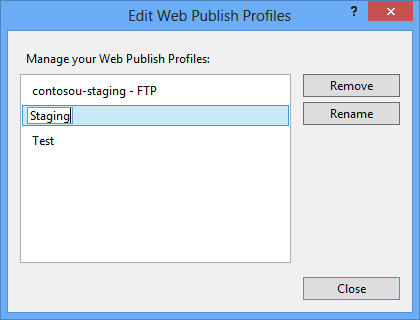 Edit Web Publish Profiles
?
Manage your Web Publish Profiles:
contosou-staging - FTP
Remove
Staging
Rename
Test
Close